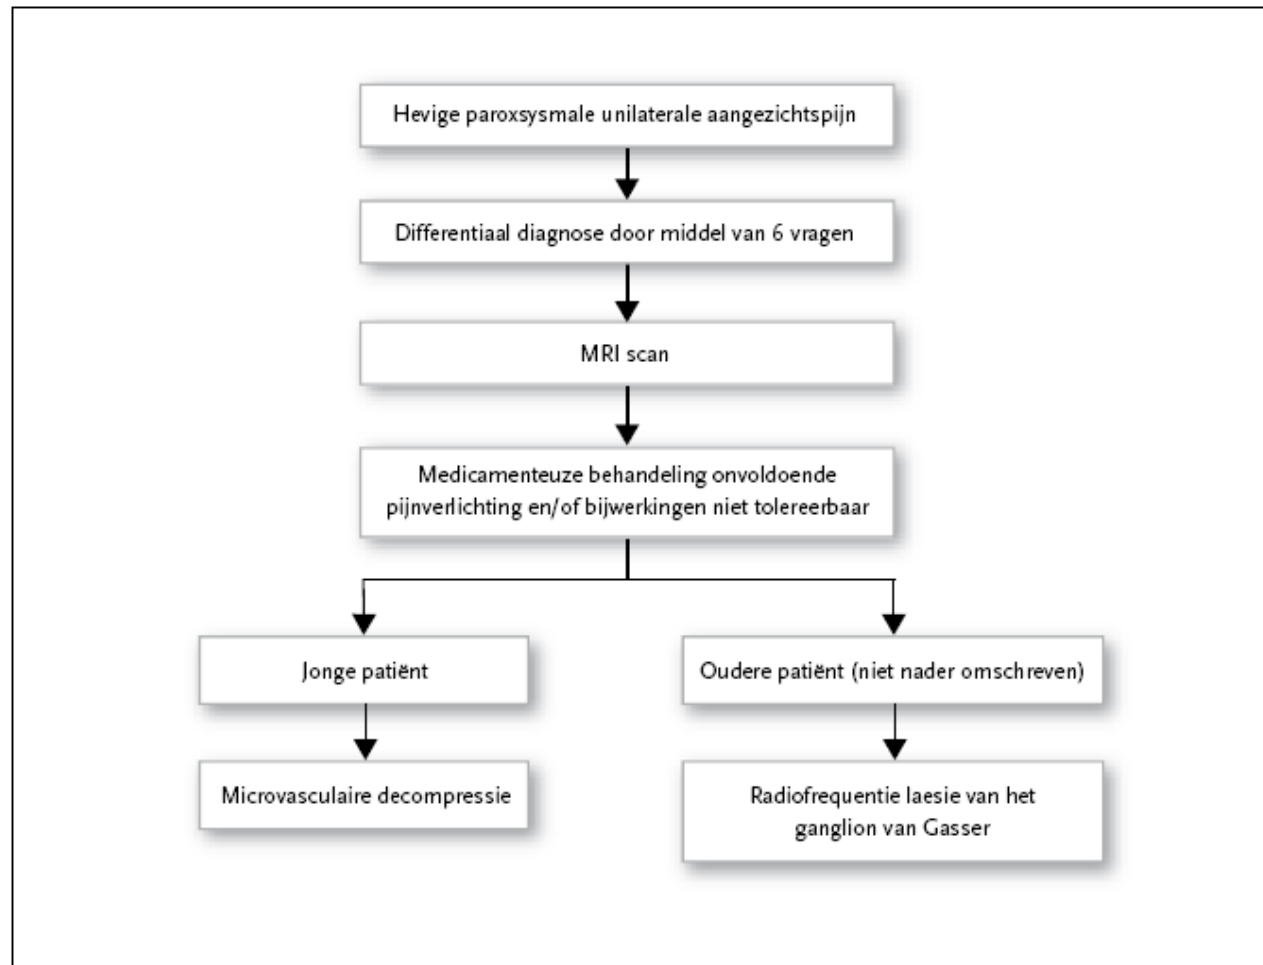 Hevige paroxsysmale unilaterale aangezichtspijn
Differentiaal diagnose door middel van 6 vragen
MRI scan
Medicamenteuze behandeling onvoldoende
pijnverlichting en/of bijwerkingen niet tolereerbaar
Jonge patiënt
Oudere patiënt (niet nader omschreven)
Microvasculaire decompressie
Radiofrequentie laesie van het
ganglion van Gasser